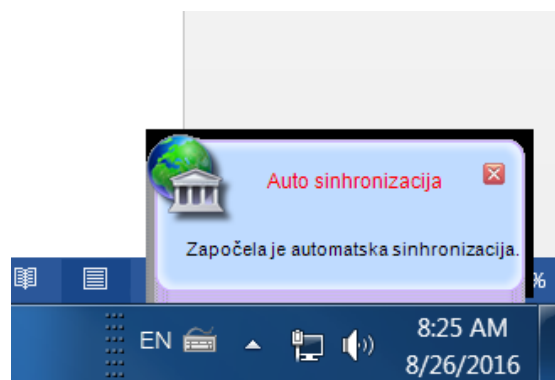 Auto sinhronizacija
Započela je automatska sinhronizacija.
%
EN
8:25 AM
8/26/2016